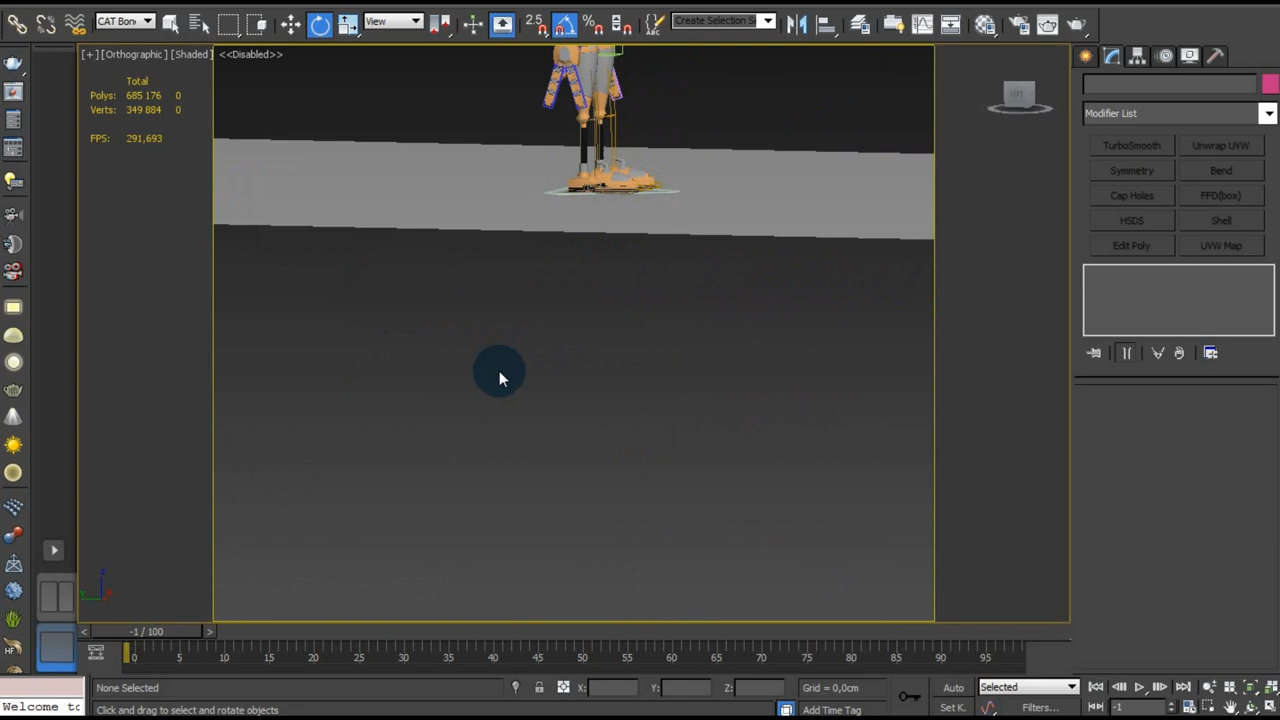 CAT Bon
View
2.5
Create Selection Se
[+] [Orthographic] [Shaded] <<Disabled>>
Total
Polys: 685 176 0
Verts: 349 884 0
FPS: 291,693
Modifier List
TurboSmooth Unwrap UVW
Symmetry Bend
Cap Holes FFD(box)
HSDS Shell
Edit Poly UVW Map
< -1 / 100 >
0 5 10 15 20 25 30 35 40 45 50 55 60 65 70 75 80 85 90 95
None Selected X: Y: Z: Grid = 0,0cm Auto Selected
Welcome to Click and drag to select and rotate objects Add Time Tag Set K. Filters... -1